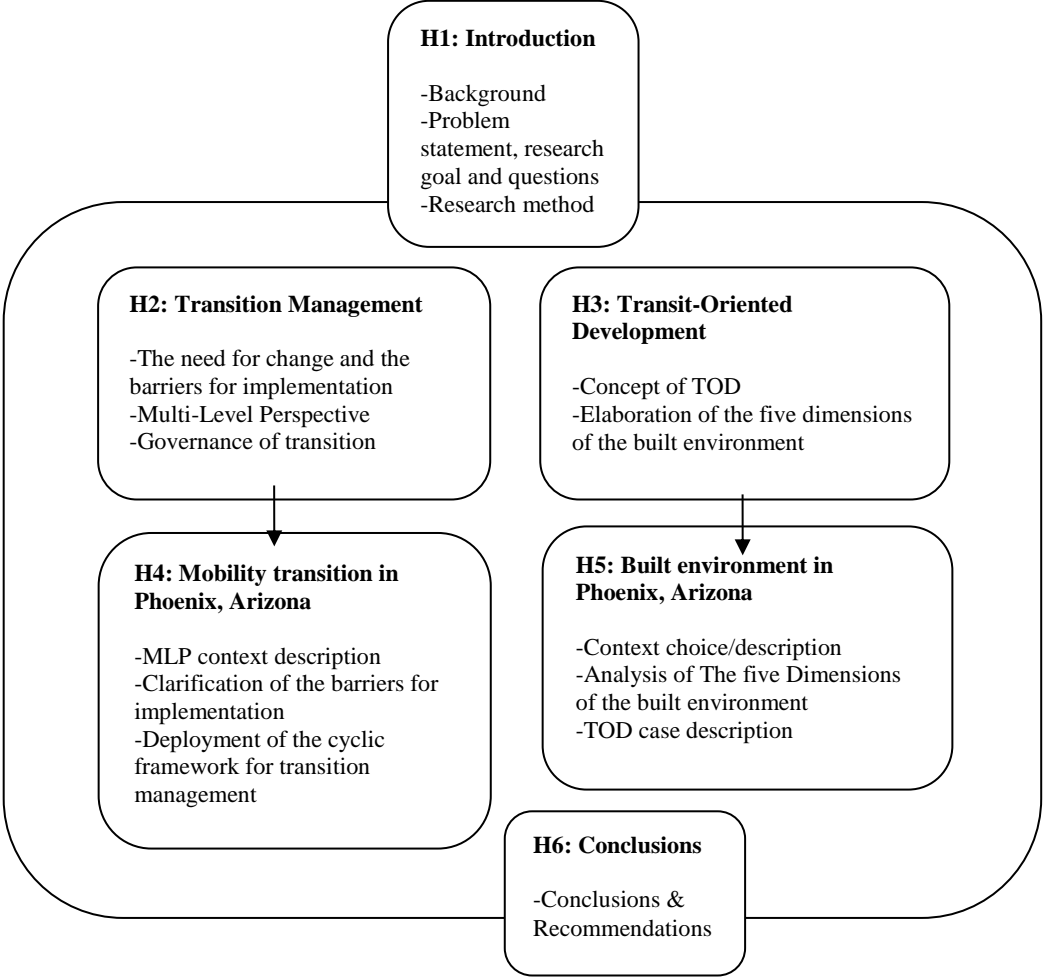 H1: Introduction
-Background
-Problem
statement, research
goal and questions
-Research method
H2: Transition Management
-The need for change and the
barriers for implementation
-Multi-Level Perspective
-Governance of transition
H3: Transit-Oriented
Development
-Concept of TOD
-Elaboration of the five dimensions
of the built environment
H4: Mobility transition in
Phoenix, Arizona
-MLP context description
-Clarification of the barriers for
implementation
-Deployment of the cyclic
framework for transition
management
H5: Built environment in
Phoenix, Arizona
-Context choice/description
-Analysis of The five Dimensions
of the built environment
-TOD case description
H6: Conclusions
-Conclusions &
Recommendations